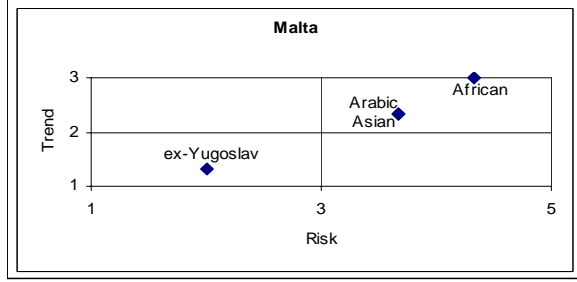 Malta
3
African
Arabic
Asian
Trend
2
ex-Yugoslav
1
1
3
5
Risk